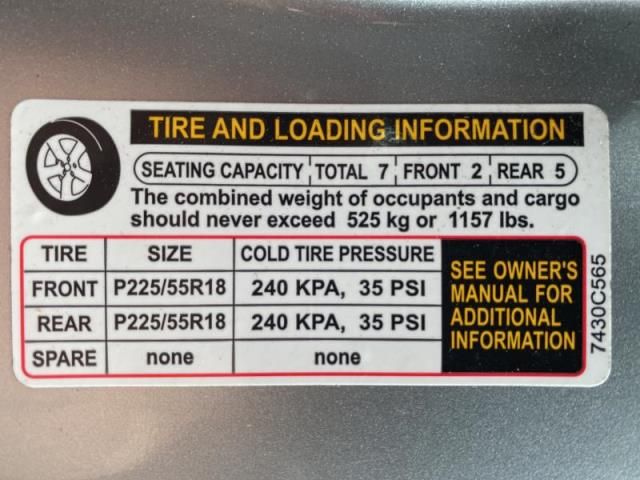 TIRE AND LOADING INFORMATION
SEATING CAPACITY TOTAL 7 FRONT 2 REAR 5
The combined weight of occupants and cargo
should never exceed 525 kg or 1157 lbs.
TIRE SIZE COLD TIRE PRESSURE
FRONT P225/55R18 240 KPA, 35 PSI
REAR P225/55R18 240 KPA, 35 PSI
SPARE none none
SEE OWNER'S
MANUAL FOR
ADDITIONAL
INFORMATION
7430C565